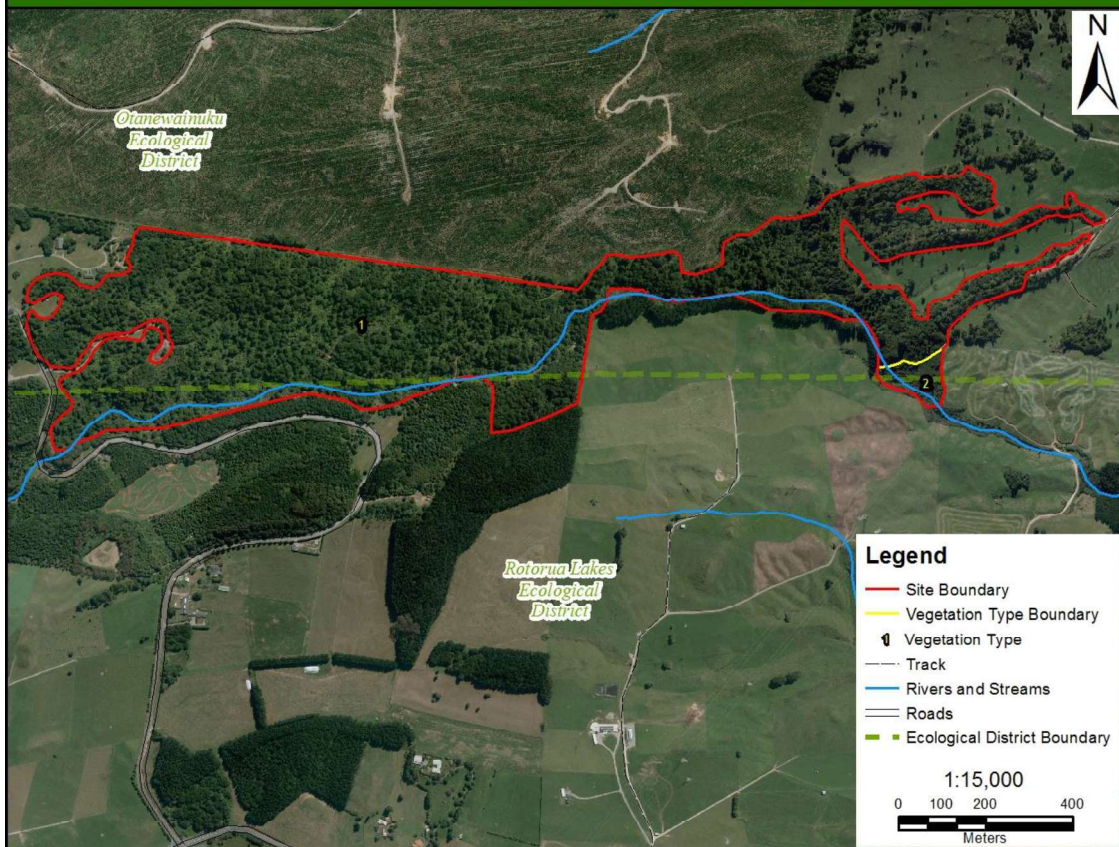 N
Otanewainuku
Ecological
District
1
2
Rotorua Lakes
Ecological
District
Legend
Site Boundary
Vegetation Type Boundary
1 Vegetation Type
Track
Rivers and Streams
Roads
Ecological District Boundary
1:15,000
0 100 200 400
Meters